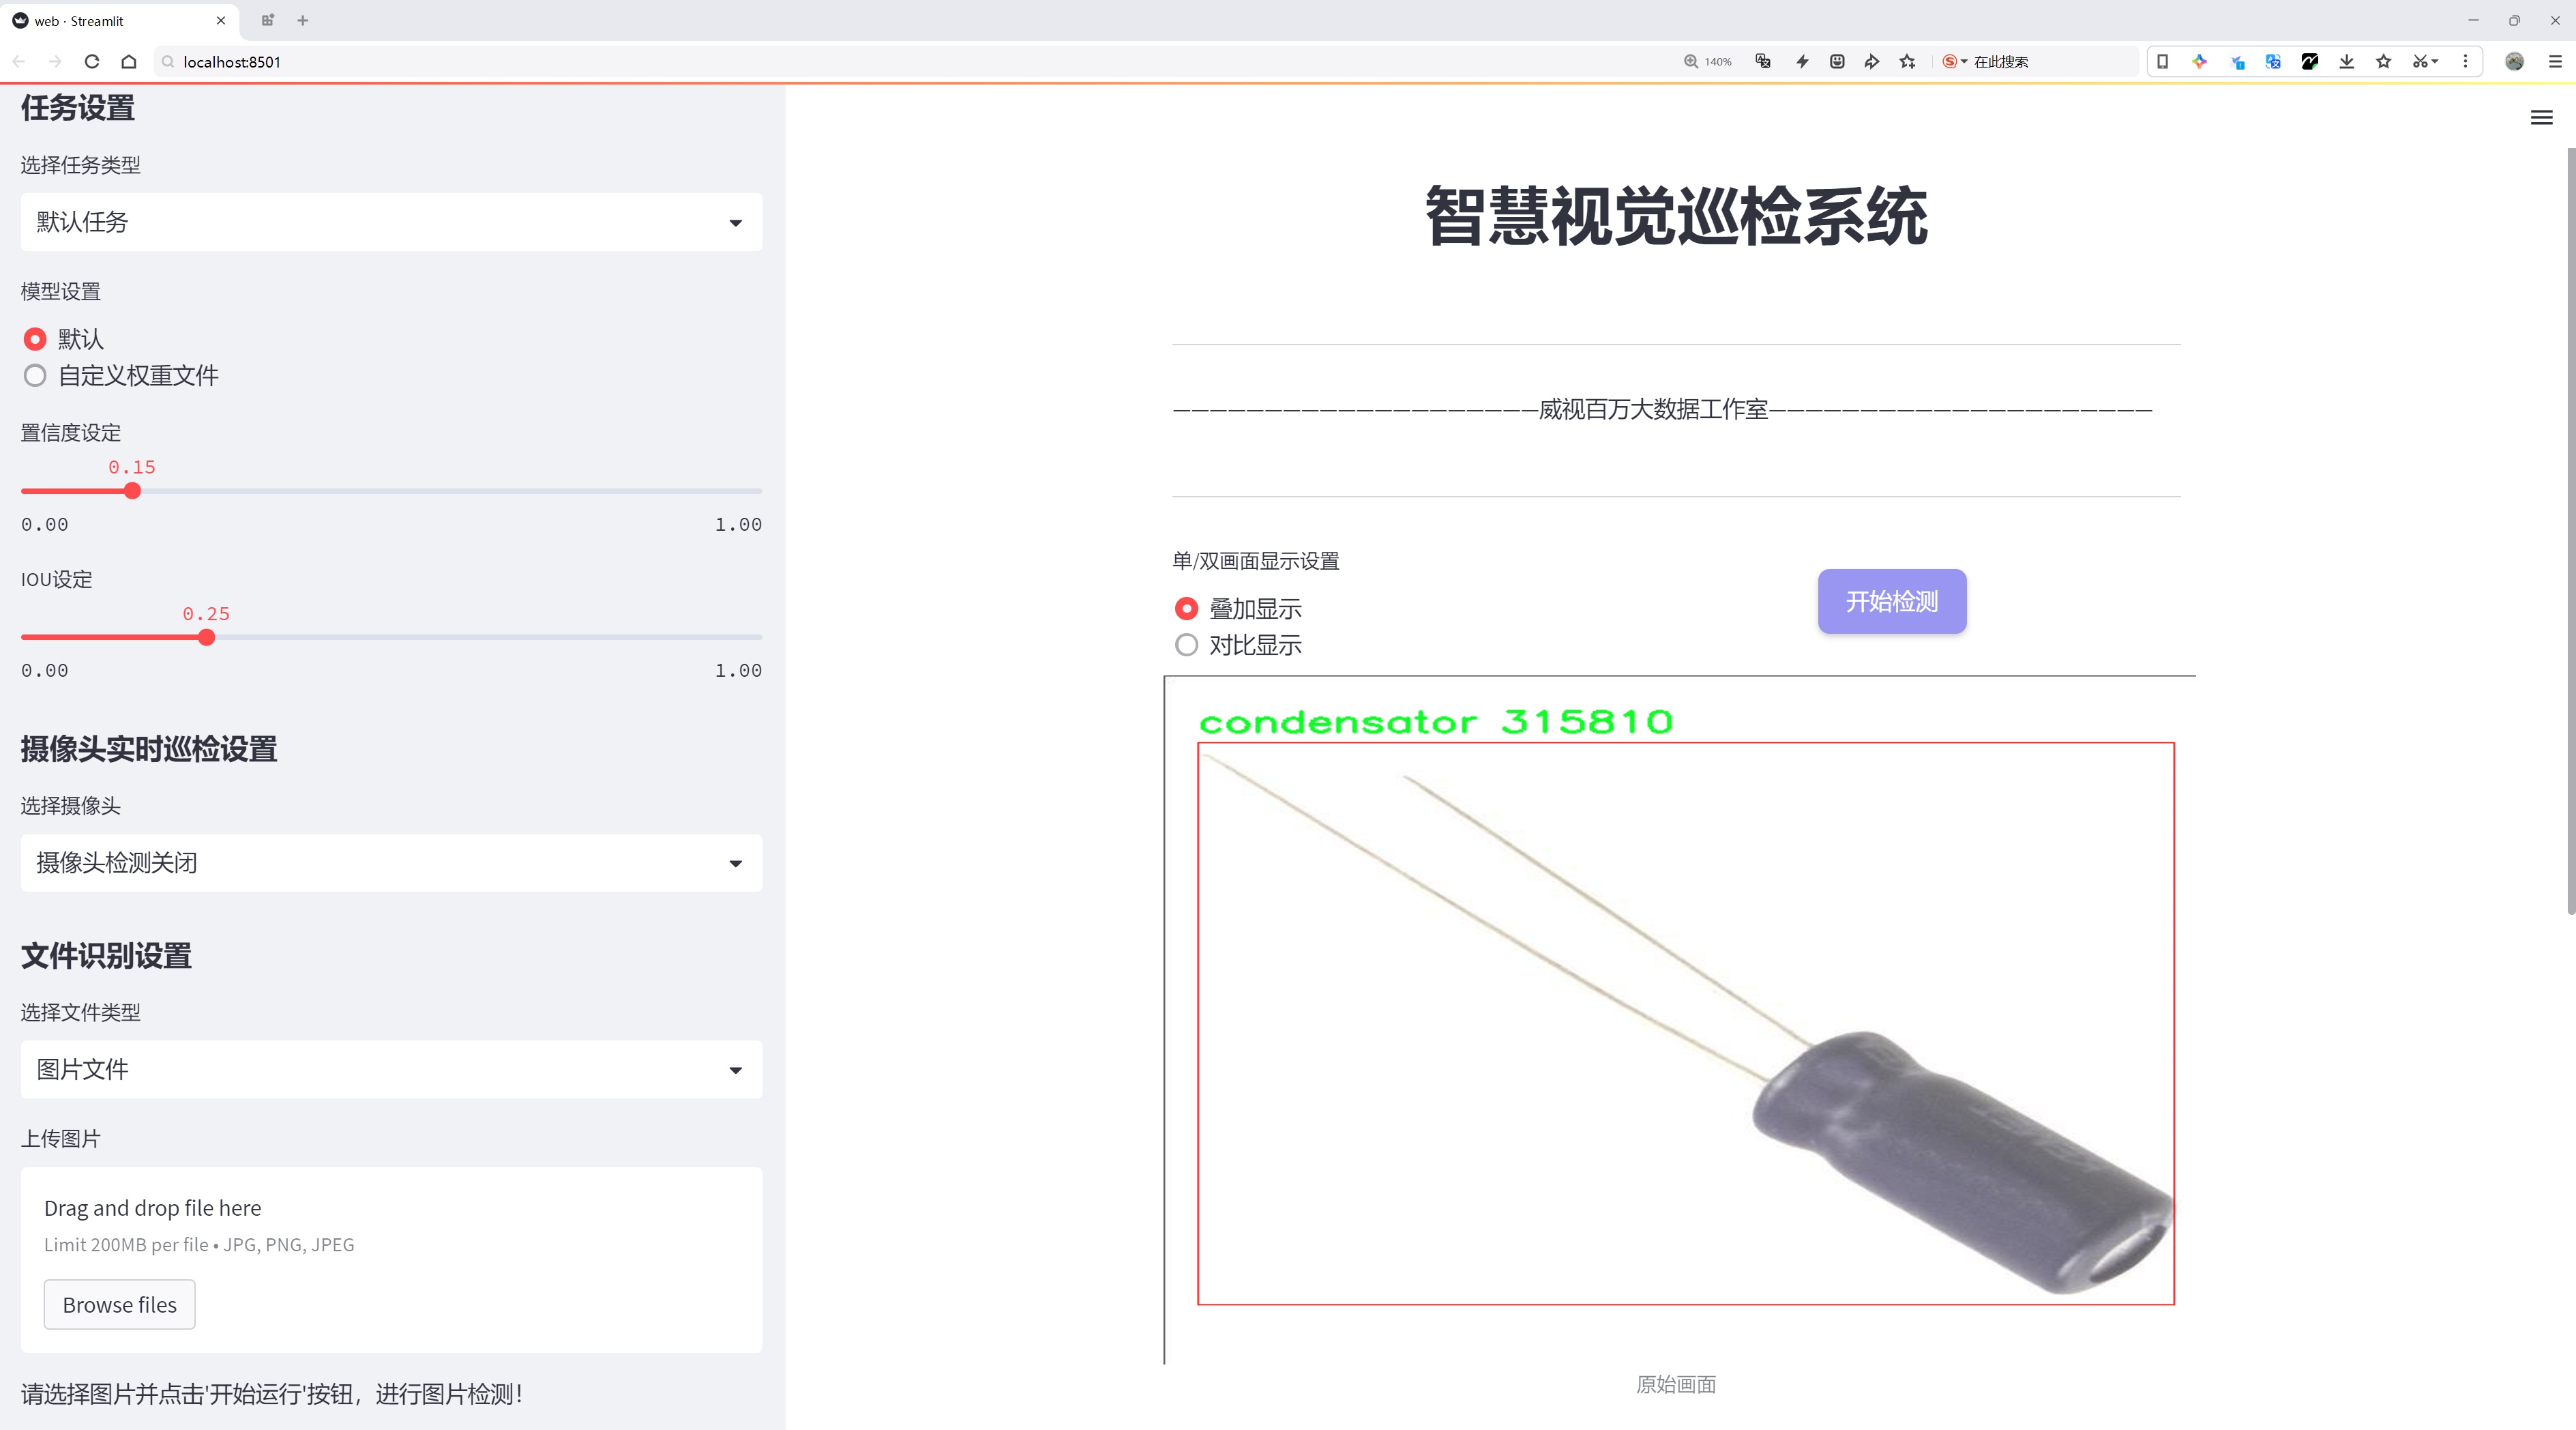 web · Streamlit
localhost:8501
140%
在此搜索
任务设置
选择任务类型
默认任务
模型设置
默认
自定义权重文件
置信度设定
0.15
0.00
1.00
IOU设定
0.25
0.00
1.00
摄像头实时巡检设置
选择摄像头
摄像头检测关闭
文件识别设置
选择文件类型
图片文件
上传图片
Drag and drop file here
Limit 200MB per file • JPG, PNG, JPEG
Browse files
请选择图片并点击'开始运行'按钮，进行图片检测！
智慧视觉巡检系统
————————————————————威视百万大数据工作室—————————————————————
单/双画面显示设置
叠加显示
对比显示
开始检测
condensator 315810
原始画面